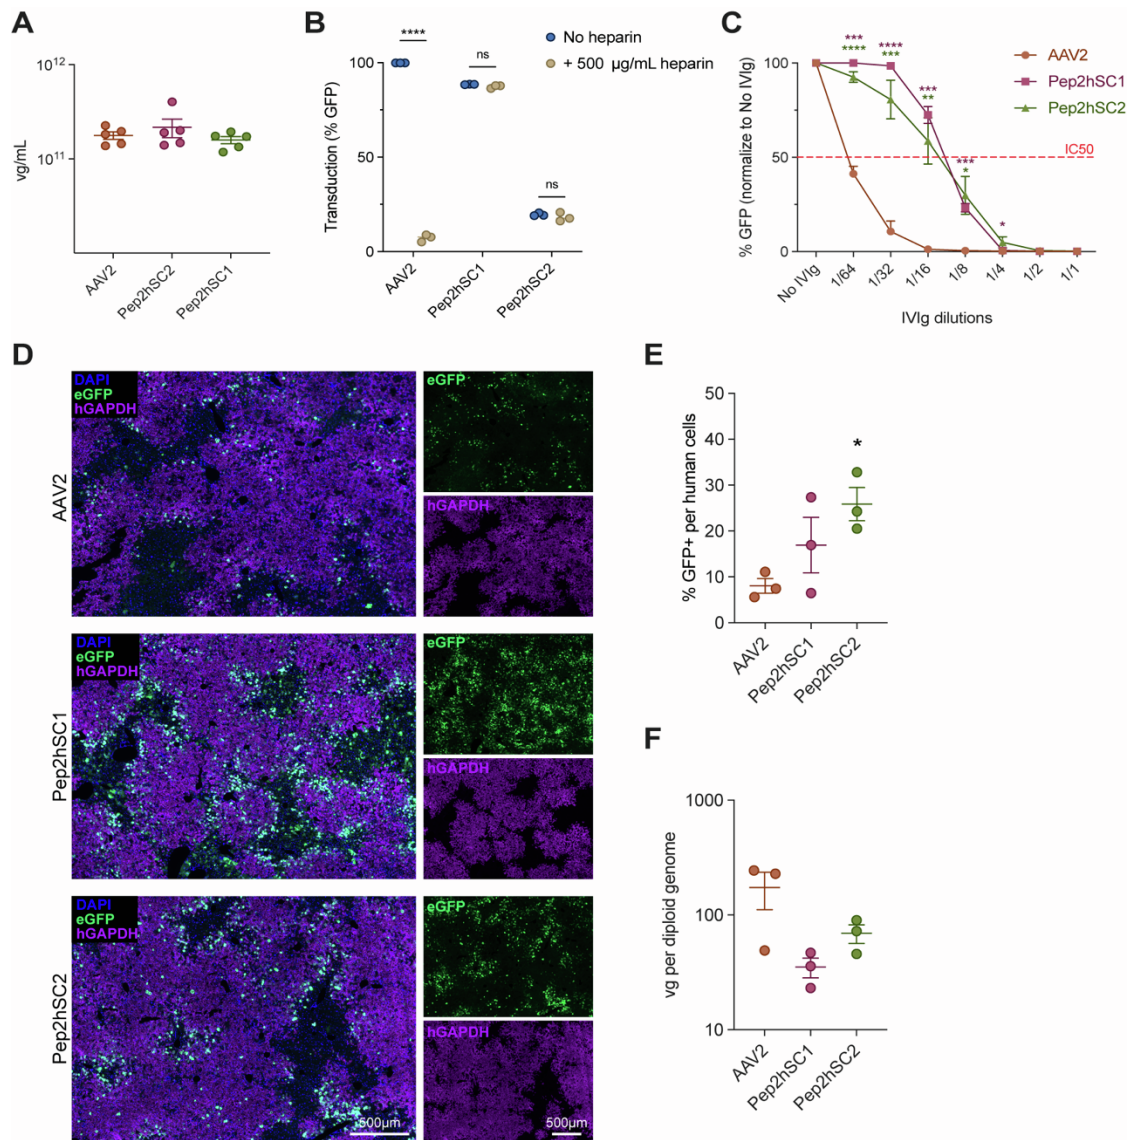 A
10¹²
10¹¹
vg/mL
AAV2
Pep2hSC2
Pep2hSC1
B
****
ns
ns
No heparin
+ 500 µg/mL heparin
100
50
0
Transduction (% GFP)
AAV2
Pep2hSC1
Pep2hSC2
C
***
****
****
***
***
**
***
*
*
AAV2
Pep2hSC1
Pep2hSC2
IC50
100
50
0
% GFP (normalize to No IVIg)
No IVIg
1/64
1/32
1/16
1/8
1/4
1/2
1/1
IVIg dilutions
D
AAV2
DAPI
eGFP
hGAPDH
eGFP
hGAPDH
Pep2hSC1
DAPI
eGFP
hGAPDH
eGFP
hGAPDH
Pep2hSC2
DAPI
eGFP
hGAPDH
500µm
eGFP
hGAPDH
500µm
E
50
40
30
20
10
0
% GFP+ per human cells
*
AAV2
Pep2hSC1
Pep2hSC2
F
1000
100
10
vg per diploid genome
AAV2
Pep2hSC1
Pep2hSC2